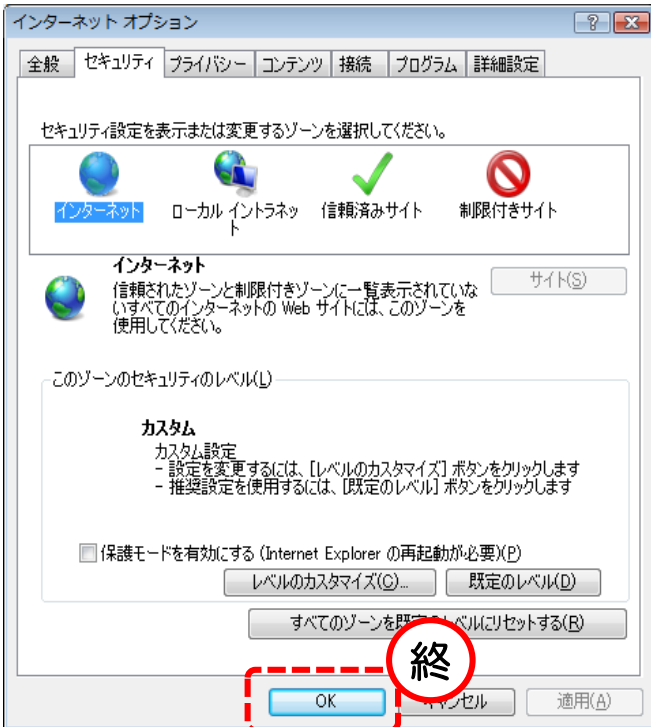 インターネット オプション
全般 セキュリティ プライバシー コンテンツ 接続 プログラム 詳細設定
セキュリティ設定を表示または変更するゾーンを選択してください。
インターネット
ローカル イントラネッ
ト
信頼済みサイト
制限付きサイト
インターネット
信頼されたゾーンと制限付きゾーンに一覧表示されていな
いすべてのインターネットの Web サイトには、このゾーンを
使用してください。
サイト(S)
このゾーンのセキュリティのレベル(L)
カスタム
カスタム設定
- 設定を変更するには、[レベルのカスタマイズ] ボタンをクリックします
- 推奨設定を使用するには、[既定のレベル] ボタンをクリックします
保護モードを有効にする (Internet Explorer の再起動が必要)(P)
レベルのカスタマイズ(C)... 既定のレベル(D)
すべてのゾーンを既定のレベルにリセットする(R)
終
OK キャンセル 適用(A)